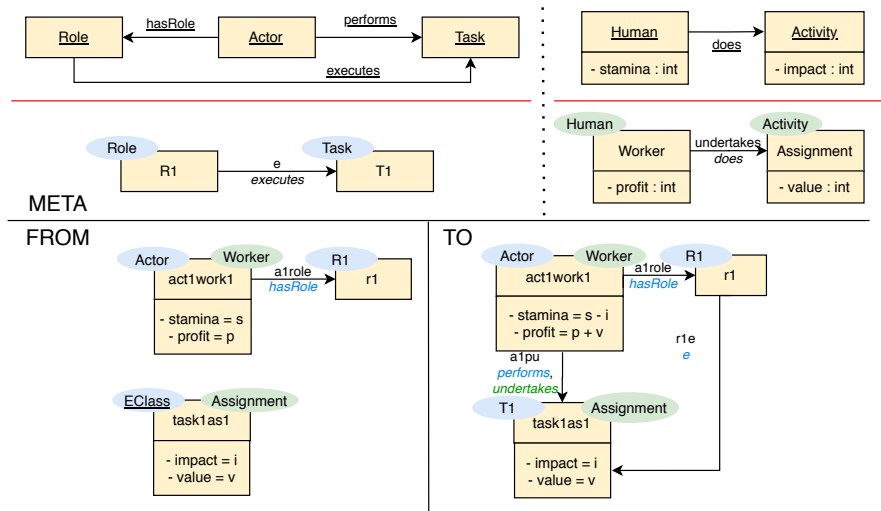 Role
hasRole
Actor
performs
Task
executes
Human
- stamina : int
does
Activity
- impact : int
Role
R1
e
executes
Task
T1
META
Human
Worker
- profit : int
undertakes
does
Activity
Assignment
- value : int
FROM
Actor
Worker
act1work1
- stamina = s
- profit = p
a1role
hasRole
R1
r1
EClass
Assignment
task1as1
- impact = i
- value = v
TO
Actor
Worker
act1work1
- stamina = s - i
- profit = p + v
a1role
hasRole
R1
r1
a1pu
performs,
undertakes
r1e
e
T1
Assignment
task1as1
- impact = i
- value = v